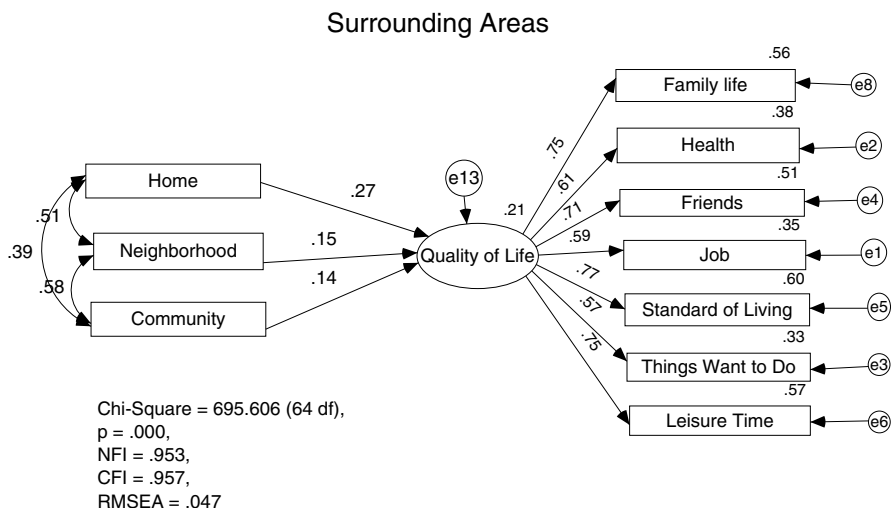 Surrounding Areas
.56
Family life
e8
.38
.75
Health
e2
.51
Home
e13
.61
.27
.21
.71
Friends
e4
.35
.51
.39
Neighborhood
.15
Quality of Life
.59
Job
e1
.60
.58
.14
.77
Community
Standard of Living
e5
.33
.57
Things Want to Do
e3
.57
.75
Leisure Time
e6
Chi-Square = 695.606 (64 df),
p = .000,
NFI = .953,
CFI = .957,
RMSEA = .047